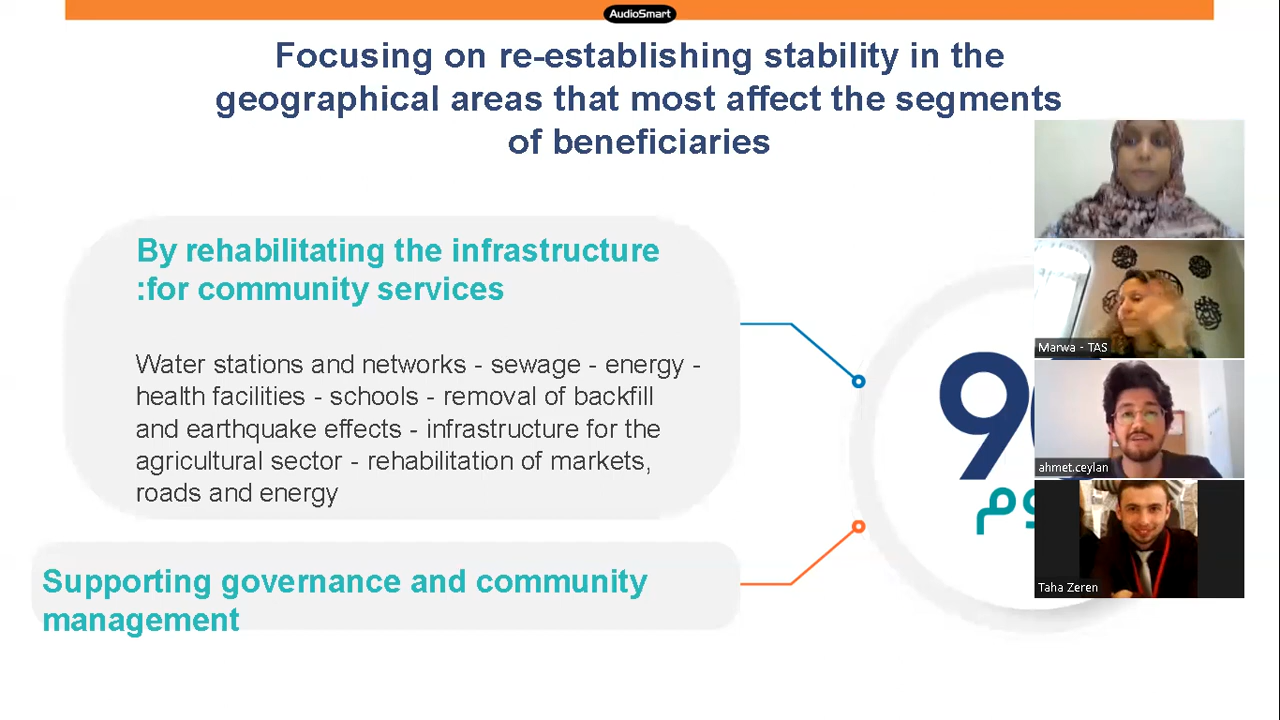 AudioSmart
Focusing on re-establishing stability in the
geographical areas that most affect the segments
of beneficiaries
By rehabilitating the infrastructure
:for community services
Water stations and networks - sewage - energy -
health facilities - schools - removal of backfill
and earthquake effects - infrastructure for the
agricultural sector - rehabilitation of markets,
roads and energy
Supporting governance and community
management
Marwa - TAS
ahmet.ceylan
Taha Zeren